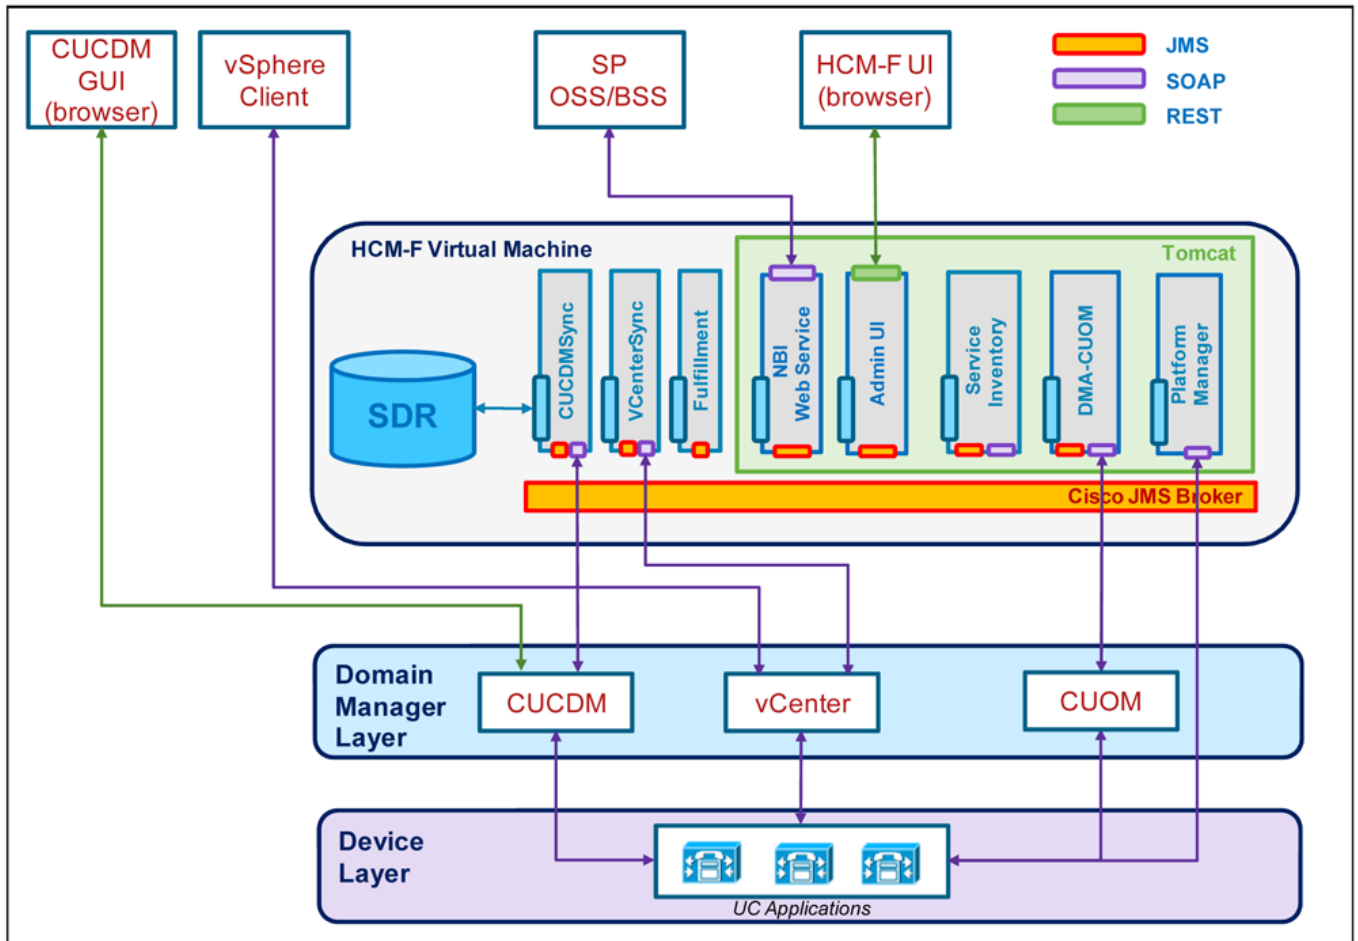 CUCDM
GUI
(browser)
vSphere
Client
SP
OSS/BSS
HCM-F UI
(browser)
JMS
SOAP
REST
HCM-F Virtual Machine
Tomcat
SDR
CUCDMSync
VCenterSync
Fulfillment
NBI
Web Service
Admin UI
Service
Inventory
DMA-CUOM
Platform
Manager
Cisco JMS Broker
Domain
Manager
Layer
CUCDM
vCenter
CUOM
Device
Layer
UC Applications